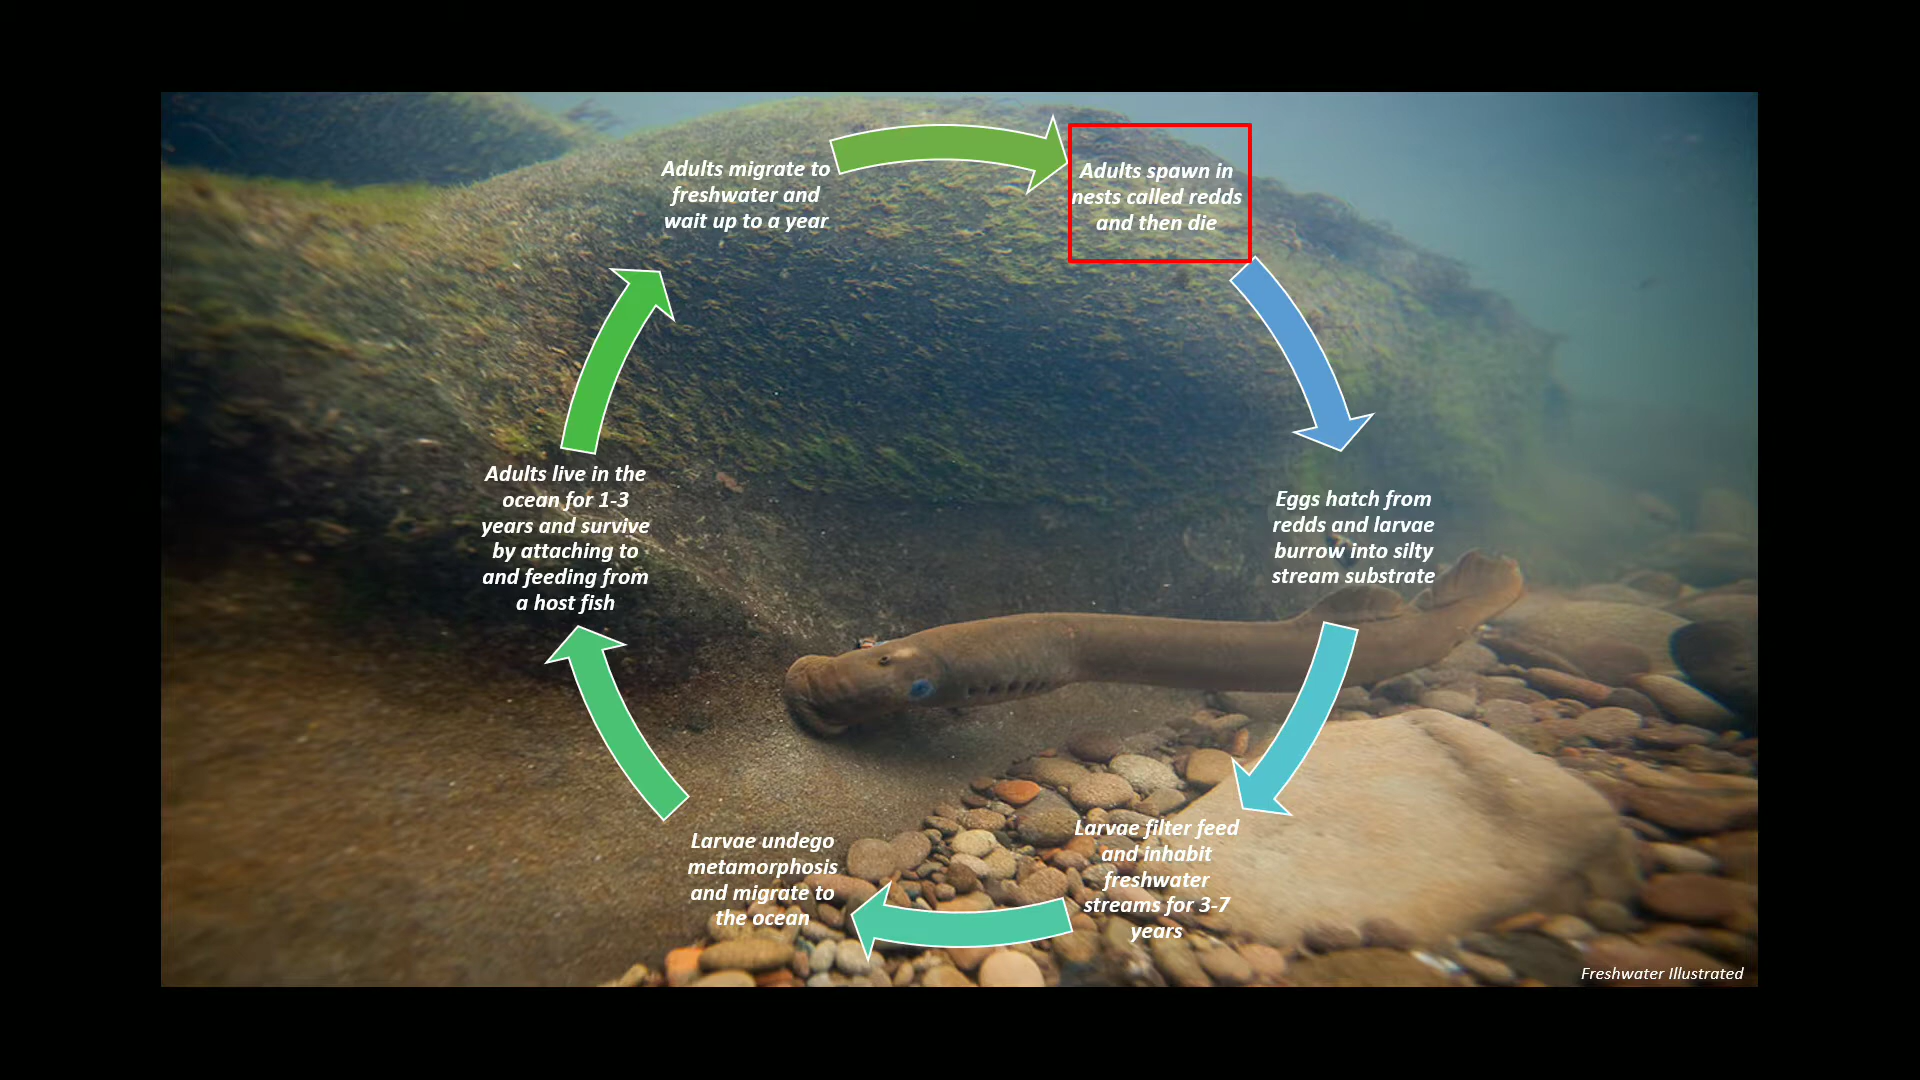 Adults migrate to
freshwater and
wait up to a year
Adults spawn in
nests called redds
and then die
Eggs hatch from
redds and larvae
burrow into silty
stream substrate
Larvae filter feed
and inhabit
freshwater
streams for 3-7
years
Larvae undego
metamorphosis
and migrate to
the ocean
Adults live in the
ocean for 1-3
years and survive
by attaching to
and feeding from
a host fish
Freshwater Illustrated